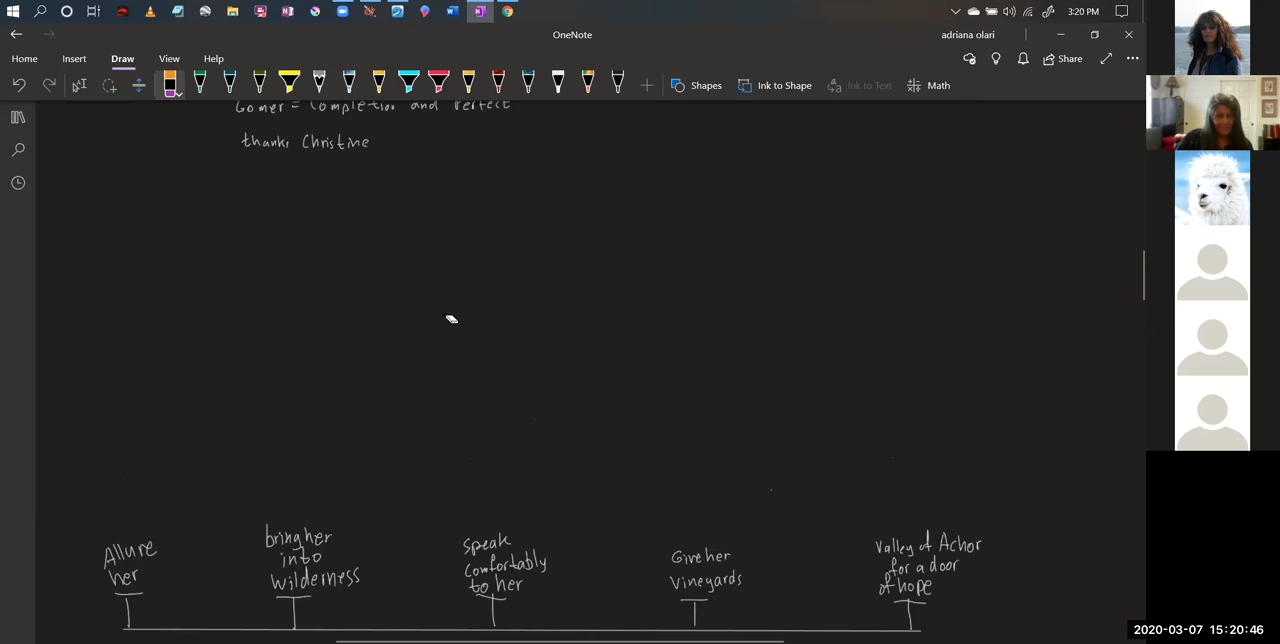 3:20 PM
OneNote
adriana olari
Home Insert Draw View Help
Share
Shapes Ink to Shape Ink to Text Math
Gomer = Completion and Perfect
thanks Christine
Allure
her
bring her
into
wilderness
speak
comfortably
to her
Give her
Vineyards
Valley of Achor
for a door
of hope
2020-03-07 15:20:46